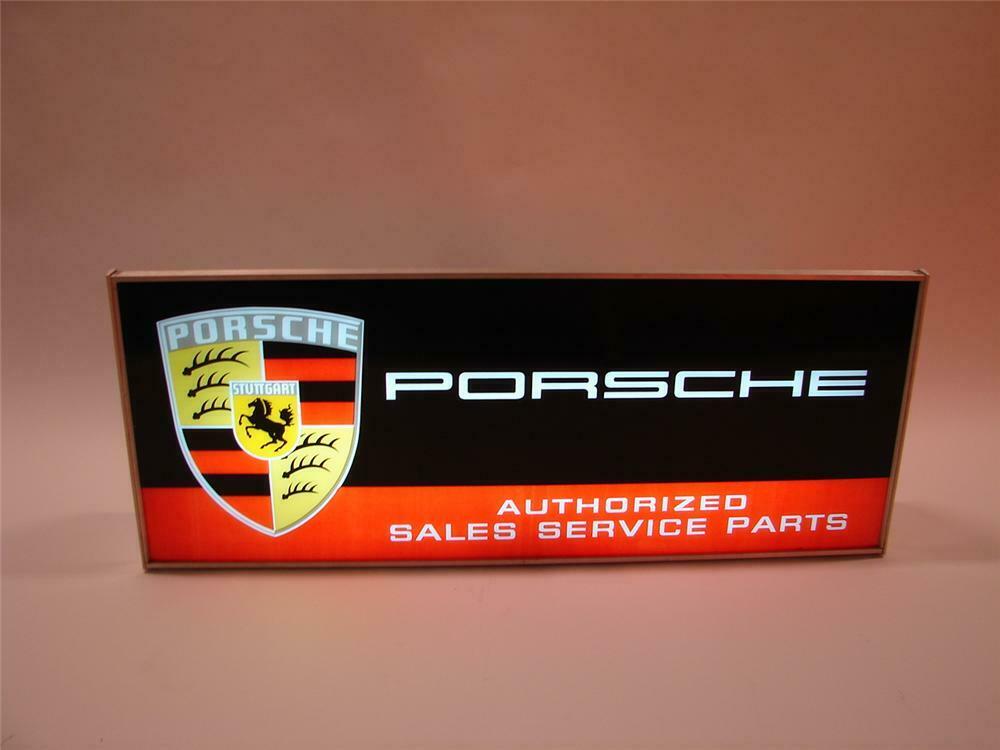 PORSCHE
STUTTGART
PORSCHE
AUTHORIZED
SALES SERVICE PARTS